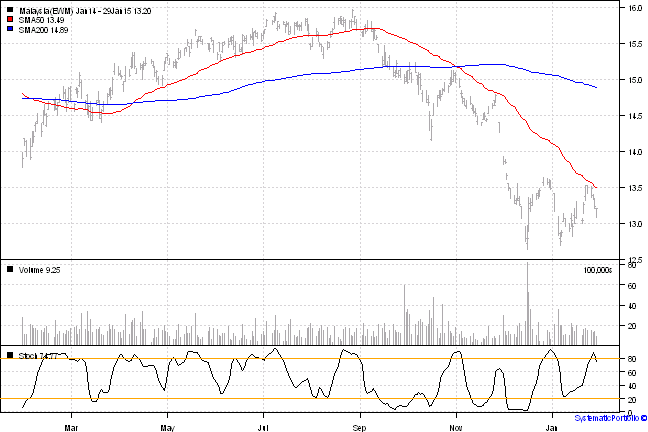 Malaysia(EWM) Jan14 - 29Jan15 13.20
SMA50 13.49
SMA200 14.89
16.0
15.5
15.0
14.5
14.0
13.5
13.0
12.5
Volume 9.25
100,000s
80
60
40
20
80
60
40
20
0
Mar
May
Jul
Sep
Nov
Jan
SystematicPortfolio ©